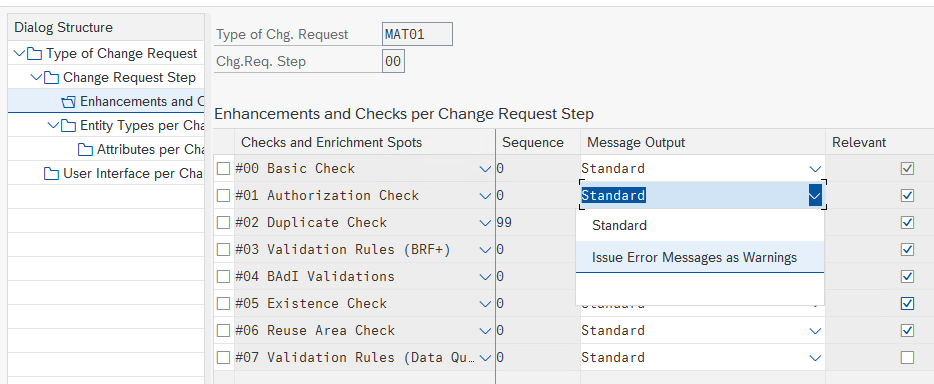 Dialog Structure
Type of Change Request
Change Request Step
Enhancements and C
Entity Types per Cha
Attributes per Cha
User Interface per Cha
Type of Chg. Request MAT01
Chg.Req. Step 00
Enhancements and Checks per Change Request Step
Checks and Enrichment Spots Sequence Message Output Relevant
#00 Basic Check 0 Standard
#01 Authorization Check 0 Standard
#02 Duplicate Check 99 Standard
#03 Validation Rules (BRF+) 0 Issue Error Messages as Warnings
#04 BAdI Validations 0
#05 Existence Check 0 Standard
#06 Reuse Area Check 0 Standard
#07 Validation Rules (Data Qu… 0 Standard